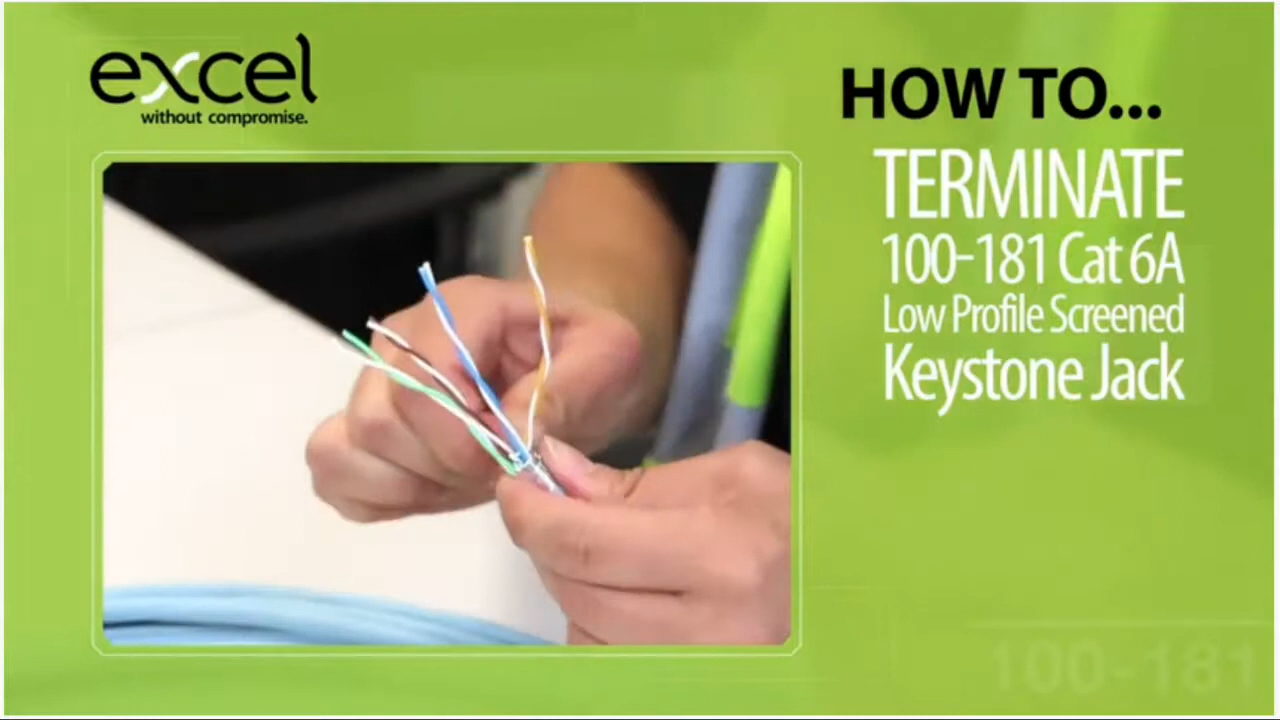 excel
without compromise.
HOW TO...
TERMINATE
100-181 Cat 6A
Low Profile Screened
Keystone Jack
100-181